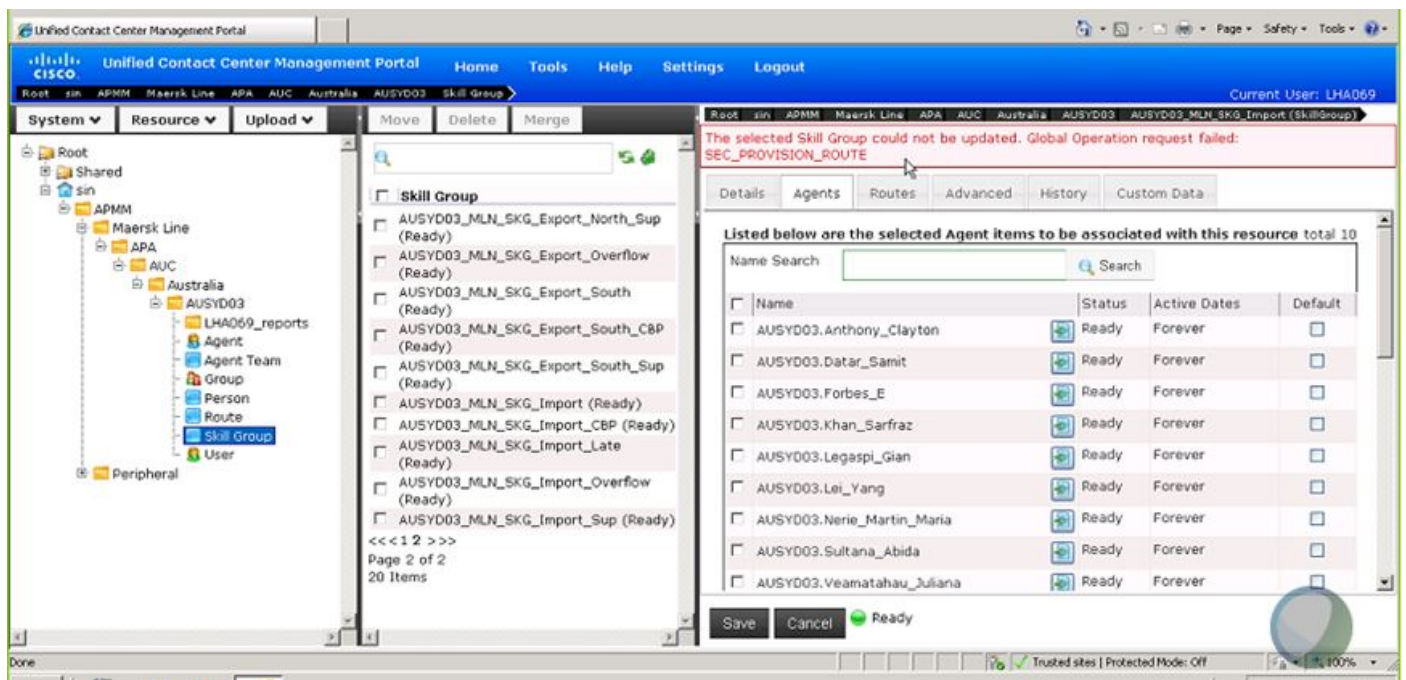 Unified Contact Center Management Portal
Page Safety Tools
CISCO
Unified Contact Center Management Portal Home Tools Help Settings Logout
Root sin APMM Maersk Line APA AUC Australia AUSYD03 Skill Group
Current User: LHA069
System Resource Upload
Root
Shared
sin
APMM
Maersk Line
APA
AUC
Australia
AUSYD03
LHA069_reports
Agent
Agent Team
Group
Person
Route
Skill Group
User
Peripheral
Move Delete Merge
Skill Group
AUSYD03_MLN_SKG_Export_North_Sup
(Ready)
AUSYD03_MLN_SKG_Export_Overflow
(Ready)
AUSYD03_MLN_SKG_Export_South
(Ready)
AUSYD03_MLN_SKG_Export_South_CBP
(Ready)
AUSYD03_MLN_SKG_Export_South_Sup
(Ready)
AUSYD03_MLN_SKG_Import (Ready)
AUSYD03_MLN_SKG_Import_CBP (Ready)
AUSYD03_MLN_SKG_Import_Late
(Ready)
AUSYD03_MLN_SKG_Import_Overflow
(Ready)
AUSYD03_MLN_SKG_Import_Sup (Ready)
<<<1 2 >>>
Page 2 of 2
20 Items
Root sin APMM Maersk Line APA AUC Australia AUSYD03 AUSYD03_MLN_SKG_Import (SkillGroup)
The selected Skill Group could not be updated. Global Operation request failed:
SEC_PROVISION_ROUTE
Details Agents Routes Advanced History Custom Data
Listed below are the selected Agent items to be associated with this resource total 10
Name Search Search
Name Status Active Dates Default
AUSYD03.Anthony_Clayton Ready Forever
AUSYD03.Datar_Samit Ready Forever
AUSYD03.Forbes_E Ready Forever
AUSYD03.Khan_Sarfraz Ready Forever
AUSYD03.Legaspi_Gian Ready Forever
AUSYD03.Lei_Yang Ready Forever
AUSYD03.Nerie_Martin_Maria Ready Forever
AUSYD03.Sultana_Abida Ready Forever
AUSYD03.Veamatahau_Juliana Ready Forever
Save Cancel Ready
Done
Trusted sites | Protected Mode: Off
100%